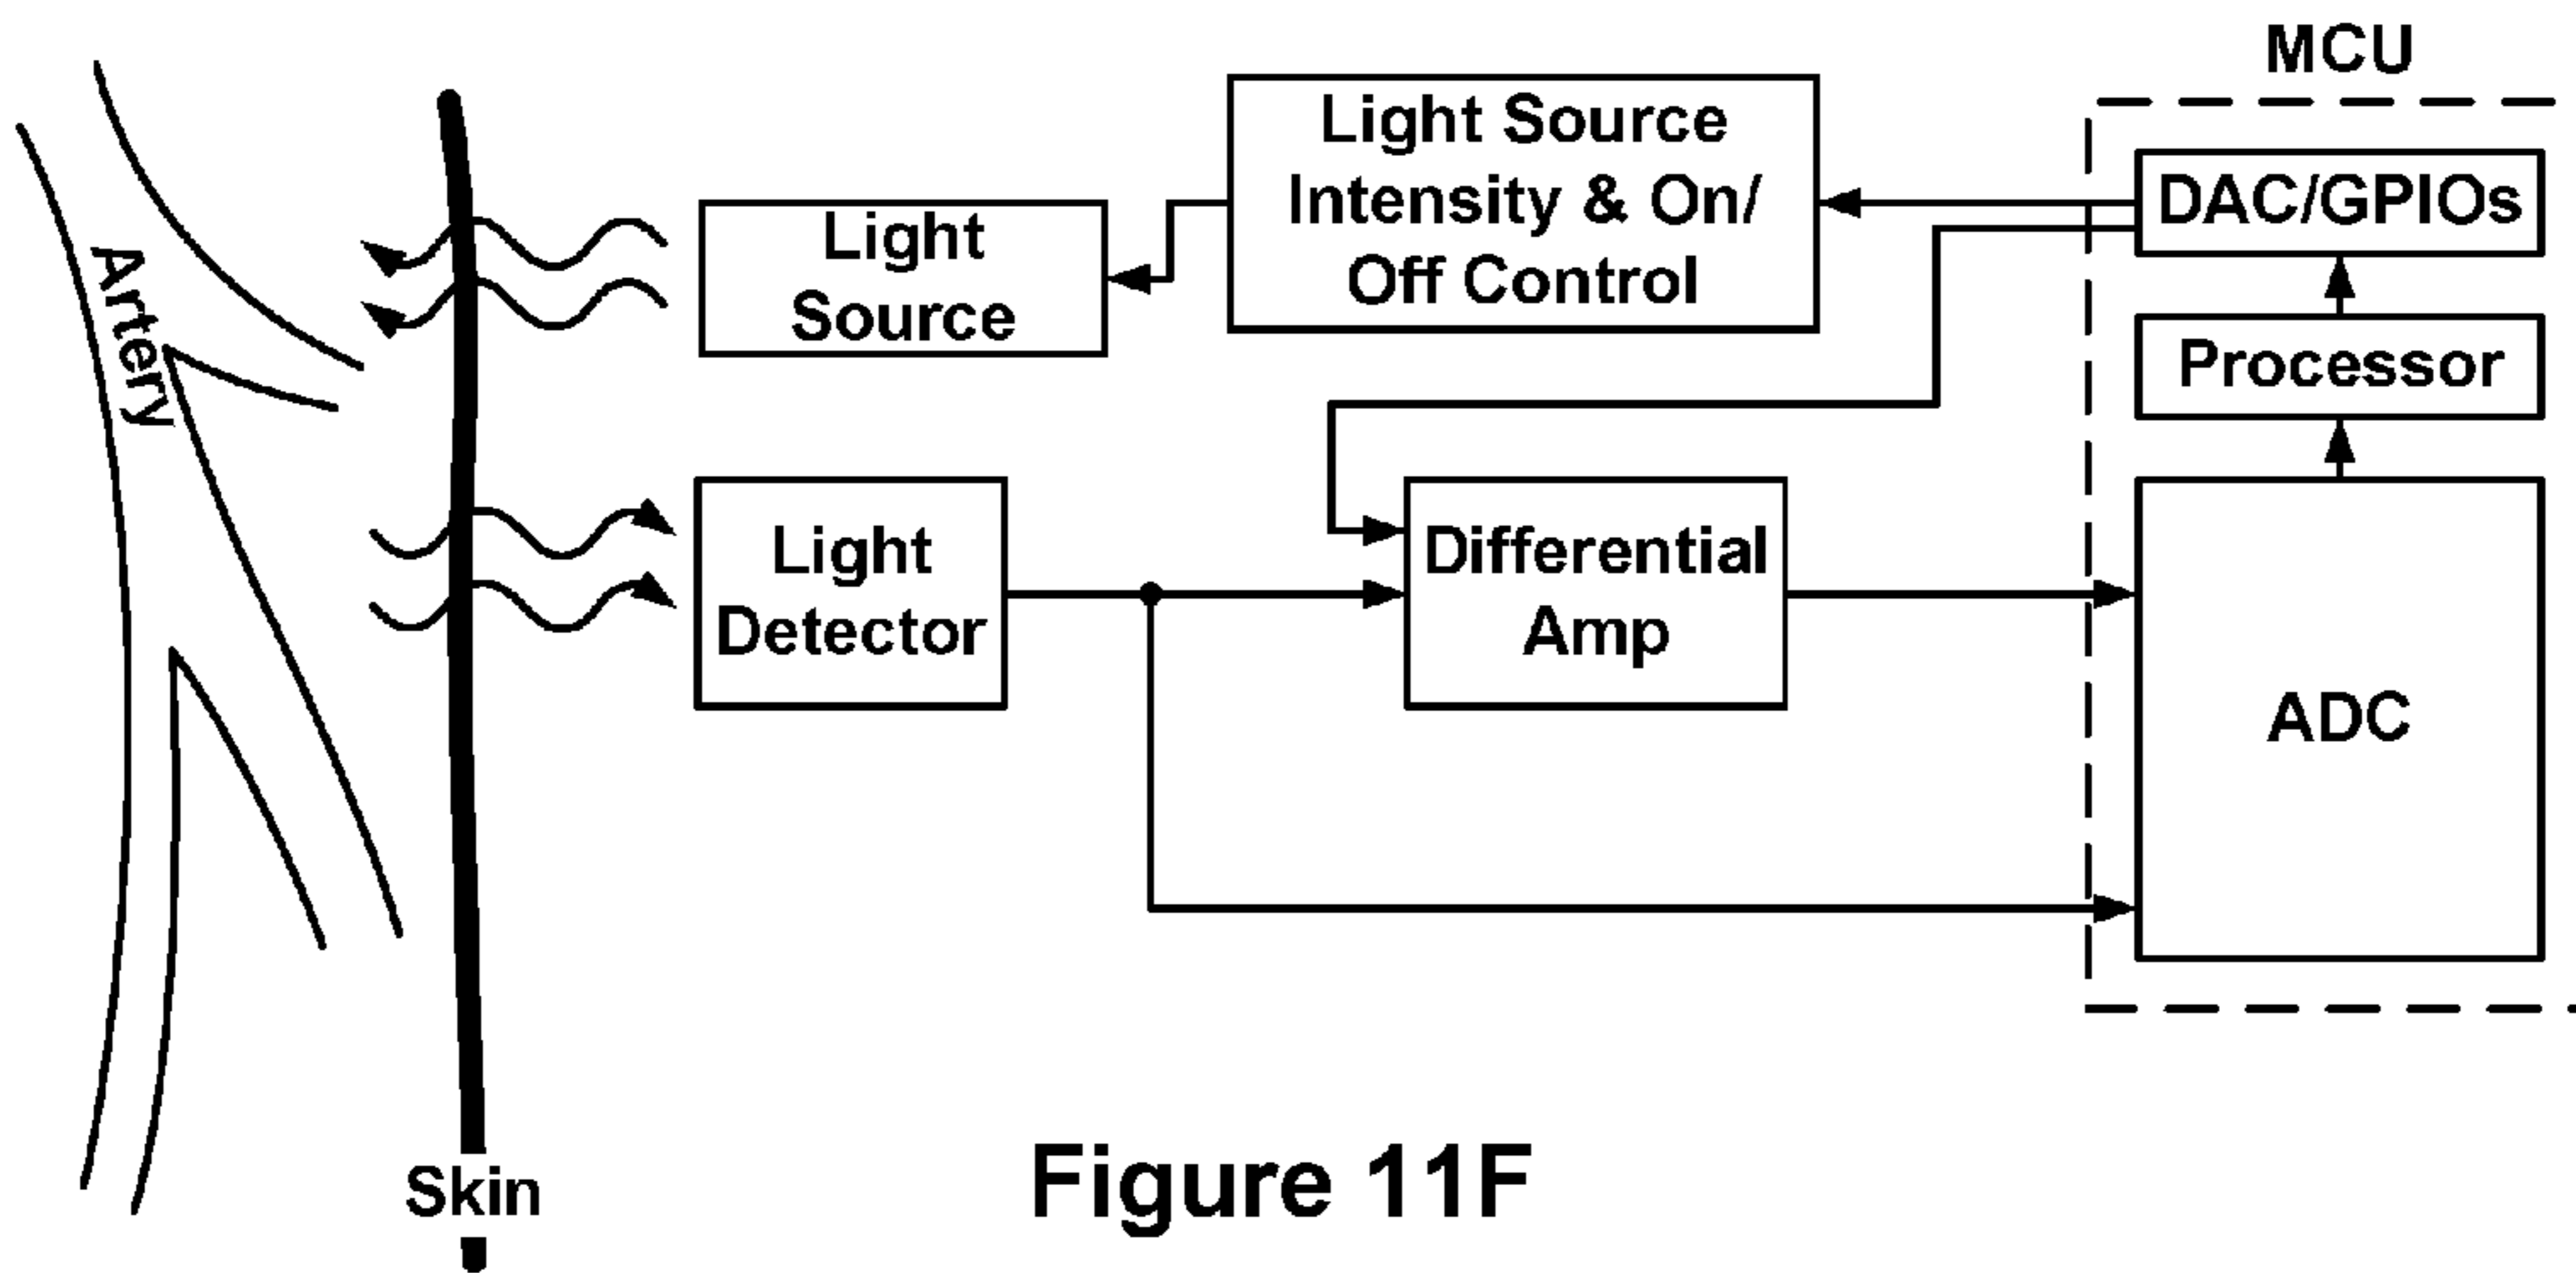 MCU
Light Source
Intensity & On/
Off Control
DAC/GPIOs
Light
Source
Processor
Artery
Light
Detector
Differential
Amp
ADC
Skin
Figure 11F